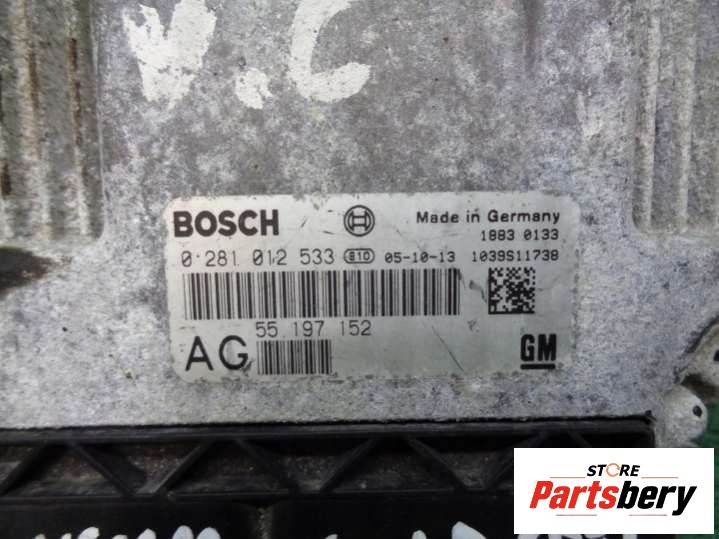 V.C
BOSCH
Made in Germany
1883 0133
0 281 012 533 810 05-10-13 1039S11738
55 197 152
AG
GM
STORE
Partsbery